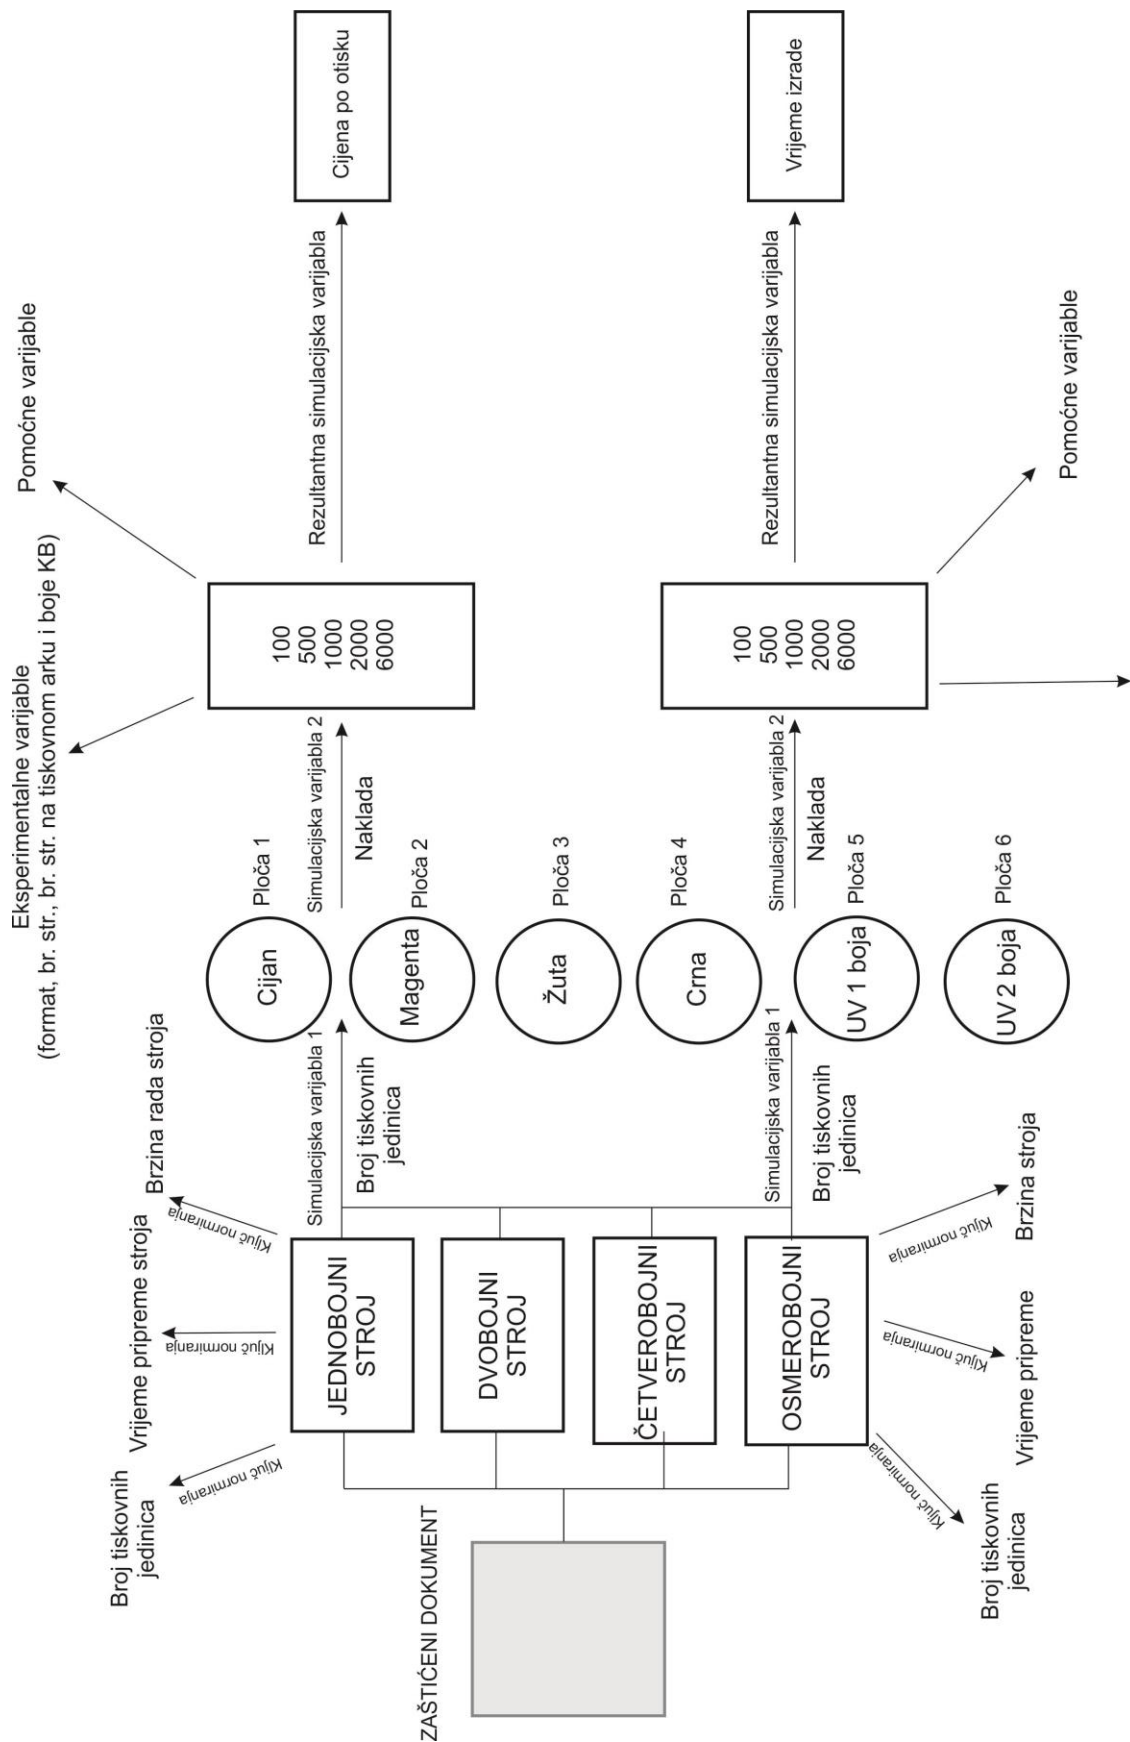 ZAŠTIĆENI DOKUMENT
Broj tiskovnih
jedinica
Vrijeme pripreme stroja
Brzina rada stroja
Ključ normiranja
Ključ normiranja
Ključ normiranja
JEDNOBOJNI
STROJ
DVOBOJNI
STROJ
ČETVEROBOJNI
STROJ
OSMEROBOJNI
STROJ
Ključ normiranja
Ključ normiranja
Ključ normiranja
Broj tiskovnih
jedinica
Vrijeme pripreme
Brzina stroja
Simulacijska varijabla 1
Broj tiskovnih
jedinica
Simulacijska varijabla 1
Broj tiskovnih
jedinica
Cijan
Ploča 1
Magenta
Ploča 2
Žuta
Ploča 3
Crna
Ploča 4
UV 1 boja
Ploča 5
UV 2 boja
Ploča 6
Simulacijska varijabla 2
Naklada
Simulacijska varijabla 2
Naklada
Eksperimentalne varijable
(format, br. str., br. str. na tiskovnom arku i boje KB)
Pomoćne varijable
100
500
1000
2000
6000
100
500
1000
2000
6000
Pomoćne varijable
Rezultantna simulacijska varijabla
Cijena po otisku
Rezultantna simulacijska varijabla
Vrijeme izrade